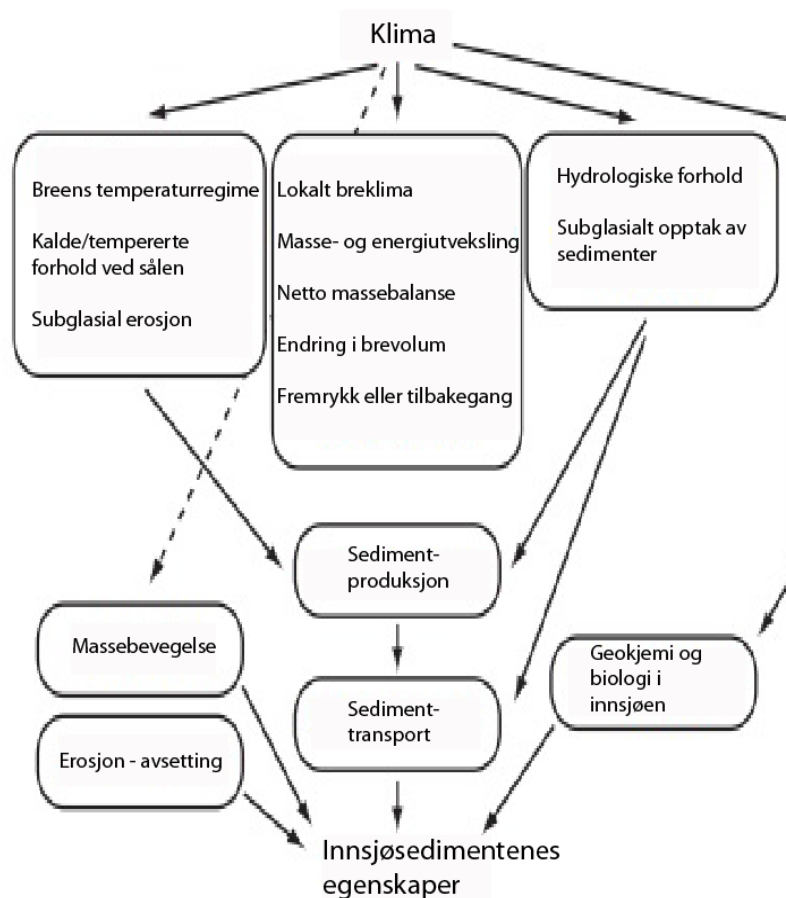 Klima
Breens temperaturregime
Kalde/tempererte
forhold ved sålen
Subglasial erosjon
Lokalt breklima
Masse- og energiutveksling
Netto massebalanse
Endring i brevolum
Fremrykk eller tilbakegang
Hydrologiske forhold
Subglasialt opptak av
sedimenter
Sediment-
produksjon
Massebevegelse
Sediment-
transport
Geokjemi og
biologi i
innsjøen
Erosjon - avsetting
Innsjøsedimentenes
egenskaper